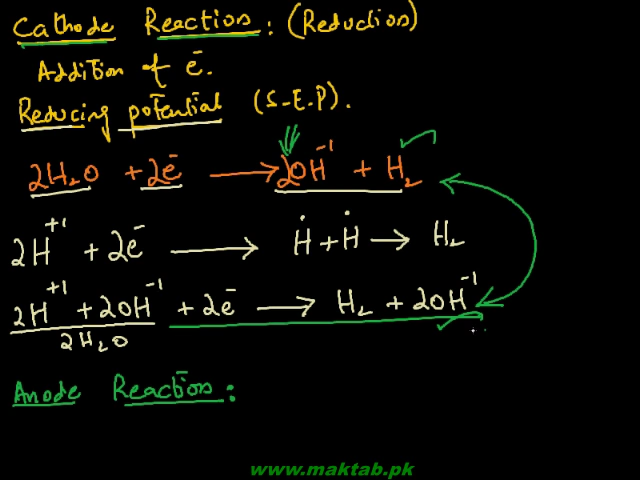 Cathode Reaction: (Reduction)
Addition of e⁻.
Reducing potential (S.E.P).
2H₂O + 2e⁻ → 2OH⁻¹ + H₂
2H⁺¹ + 2e⁻ → Ḣ + Ḣ → H₂
2H⁺¹ + 2OH⁻¹ + 2e⁻ → H₂ + 2OH⁻¹
2H₂O
Anode Reaction:
www.maktab.pk